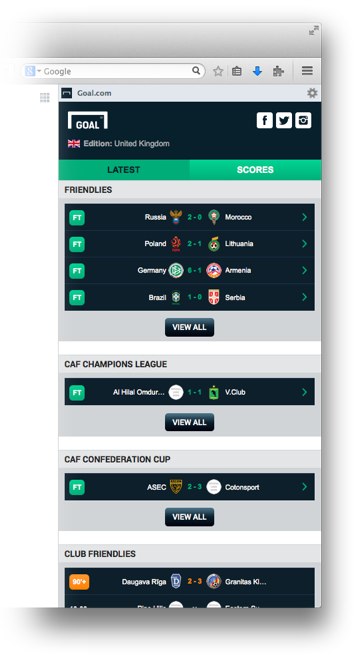 Google
Goal.com
GOAL
Edition: United Kingdom
LATEST SCORES
FRIENDLIES
FT Russia 2 - 0 Morocco
FT Poland 2 - 1 Lithuania
FT Germany 6 - 1 Armenia
FT Brazil 1 - 0 Serbia
VIEW ALL
CAF CHAMPIONS LEAGUE
FT Al Hilal Omdur... 1 - 1 V.Club
VIEW ALL
CAF CONFEDERATION CUP
FT ASEC 2 - 3 Cotonsport
VIEW ALL
CLUB FRIENDLIES
90'+ Daugava Rīga 2 - 3 Granitas Kl...